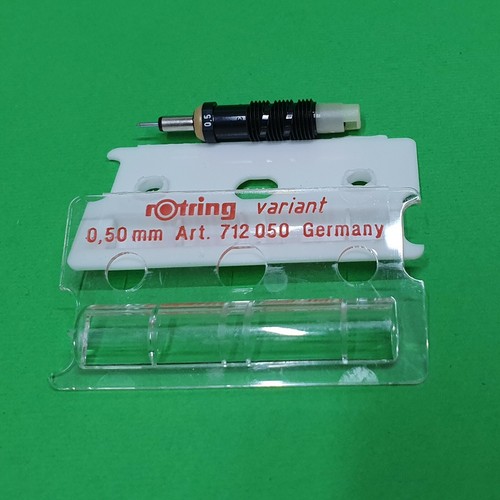 0,5
rotring variant
0,50 mm Art. 712 050 Germany